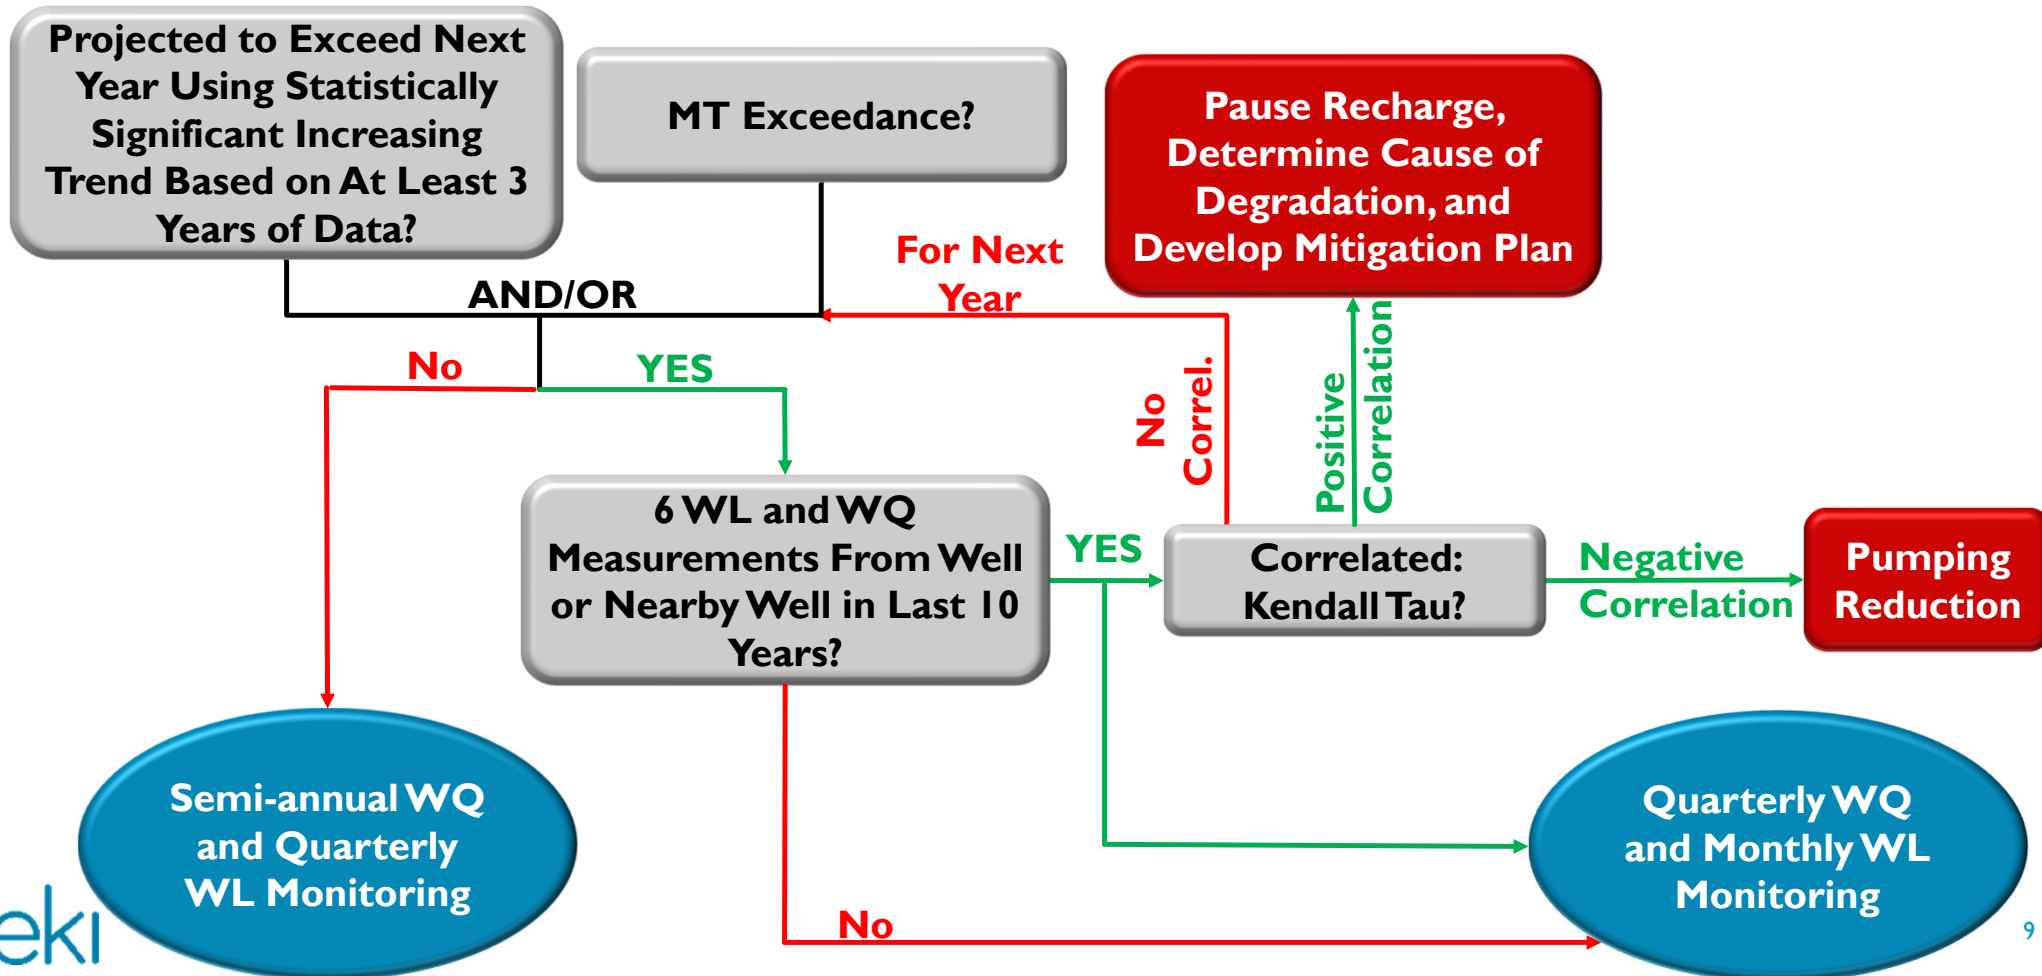 Projected to Exceed Next
Year Using Statistically
Significant Increasing
Trend Based on At Least 3
Years of Data?
MT Exceedance?
Pause Recharge,
Determine Cause of
Degradation, and
Develop Mitigation Plan
For Next
Year
AND/OR
No
YES
No
Correl.
Positive
Correlation
6 WL and WQ
Measurements From Well
or Nearby Well in Last 10
Years?
YES
Correlated:
Kendall Tau?
Negative
Correlation
Pumping
Reduction
Semi-annual WQ
and Quarterly
WL Monitoring
Quarterly WQ
and Monthly WL
Monitoring
No
eki
9